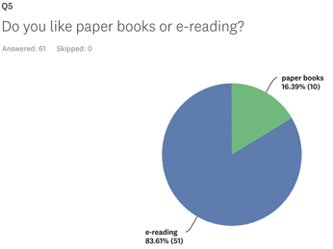 Q5
Do you like paper books or e-reading?
Answered: 61 Skipped: 0
paper books
16.39% (10)
e-reading
83.61% (51)